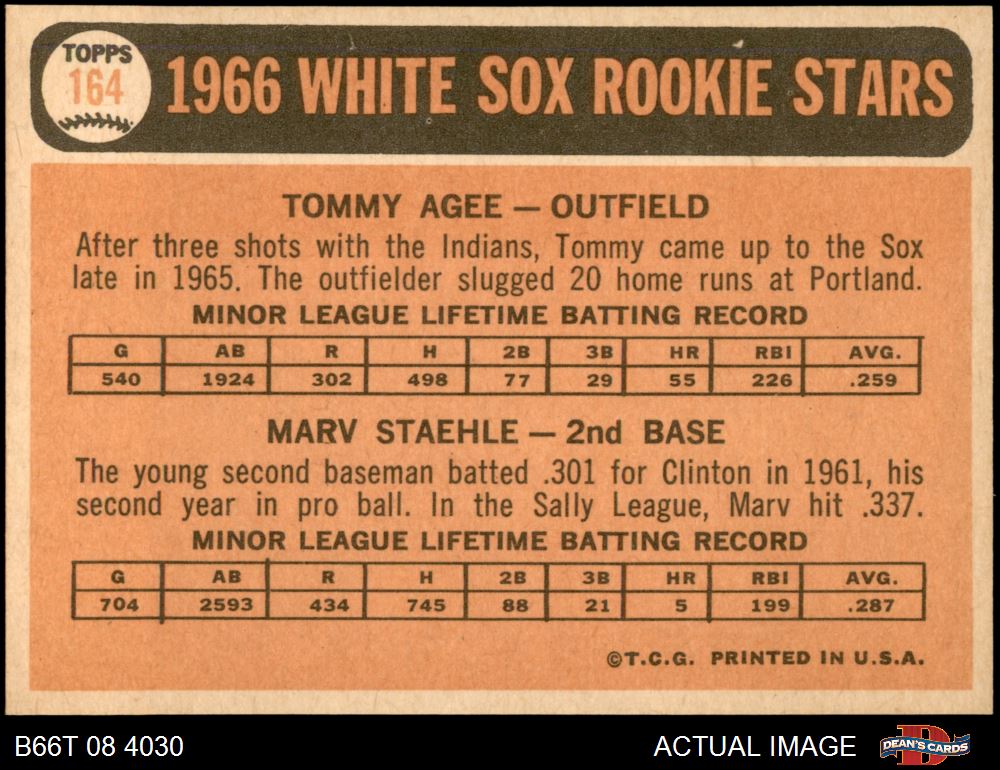 TOPPS
164
1966 WHITE SOX ROOKIE STARS
TOMMY AGEE — OUTFIELD
After three shots with the Indians, Tommy came up to the Sox
late in 1965. The outfielder slugged 20 home runs at Portland.
MINOR LEAGUE LIFETIME BATTING RECORD
G AB R H 2B 3B HR RBI AVG.
540 1924 302 498 77 29 55 226 .259
MARV STAEHLE — 2nd BASE
The young second baseman batted .301 for Clinton in 1961, his
second year in pro ball. In the Sally League, Marv hit .337.
MINOR LEAGUE LIFETIME BATTING RECORD
G AB R H 2B 3B HR RBI AVG.
704 2593 434 745 88 21 5 199 .287
©T.C.G. PRINTED IN U.S.A.
B66T 08 4030 ACTUAL IMAGE DEAN'S CARDS